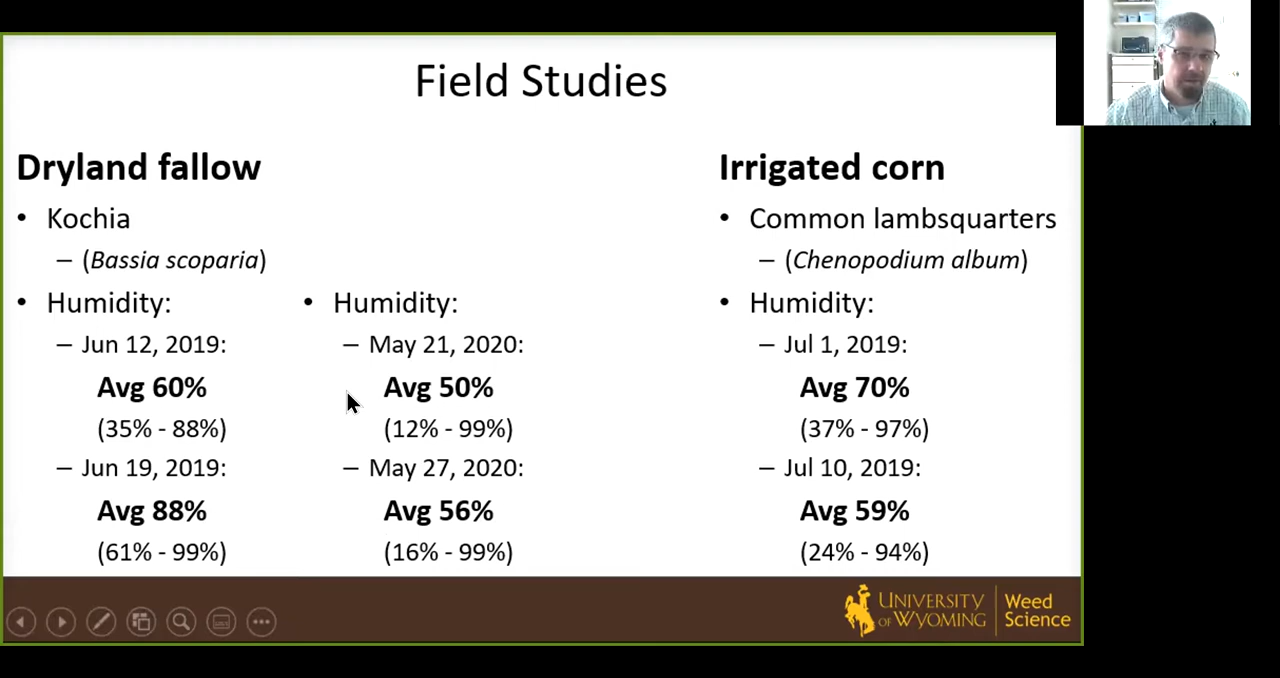 Field Studies
Dryland fallow
• Kochia
– (Bassia scoparia)
• Humidity:
– Jun 12, 2019:
Avg 60%
(35% - 88%)
– Jun 19, 2019:
Avg 88%
(61% - 99%)
• Humidity:
– May 21, 2020:
Avg 50%
(12% - 99%)
– May 27, 2020:
Avg 56%
(16% - 99%)
Irrigated corn
• Common lambsquarters
– (Chenopodium album)
• Humidity:
– Jul 1, 2019:
Avg 70%
(37% - 97%)
– Jul 10, 2019:
Avg 59%
(24% - 94%)
UNIVERSITY
OF WYOMING
Weed
Science